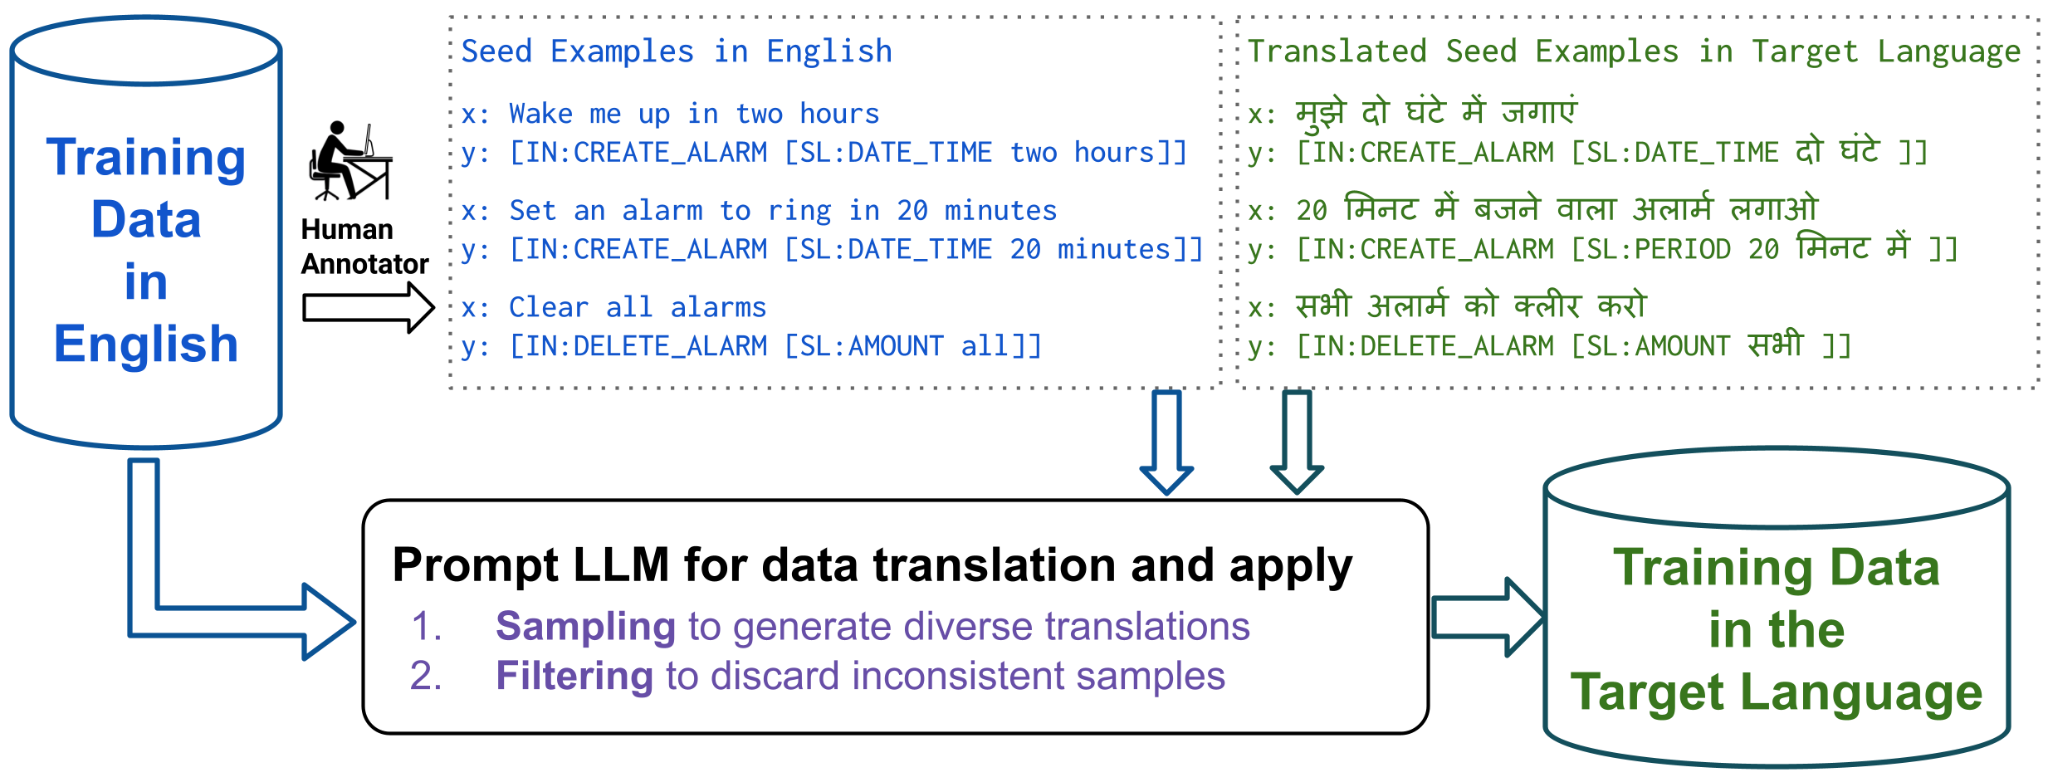 Training
Data
in
English
Human
Annotator
Seed Examples in English
x: Wake me up in two hours
y: [IN:CREATE_ALARM [SL:DATE_TIME two hours]]
x: Set an alarm to ring in 20 minutes
y: [IN:CREATE_ALARM [SL:DATE_TIME 20 minutes]]
x: Clear all alarms
y: [IN:DELETE_ALARM [SL:AMOUNT all]]
Translated Seed Examples in Target Language
x: मुझे दो घंटे में जगाएं
y: [IN:CREATE_ALARM [SL:DATE_TIME दो घंटे ]]
x: 20 मिनट में बजने वाला अलार्म लगाओ
y: [IN:CREATE_ALARM [SL:PERIOD 20 मिनट में ]]
x: सभी अलार्म को क्लीर करो
y: [IN:DELETE_ALARM [SL:AMOUNT सभी ]]
Prompt LLM for data translation and apply
1. Sampling to generate diverse translations
2. Filtering to discard inconsistent samples
Training Data
in the
Target Language